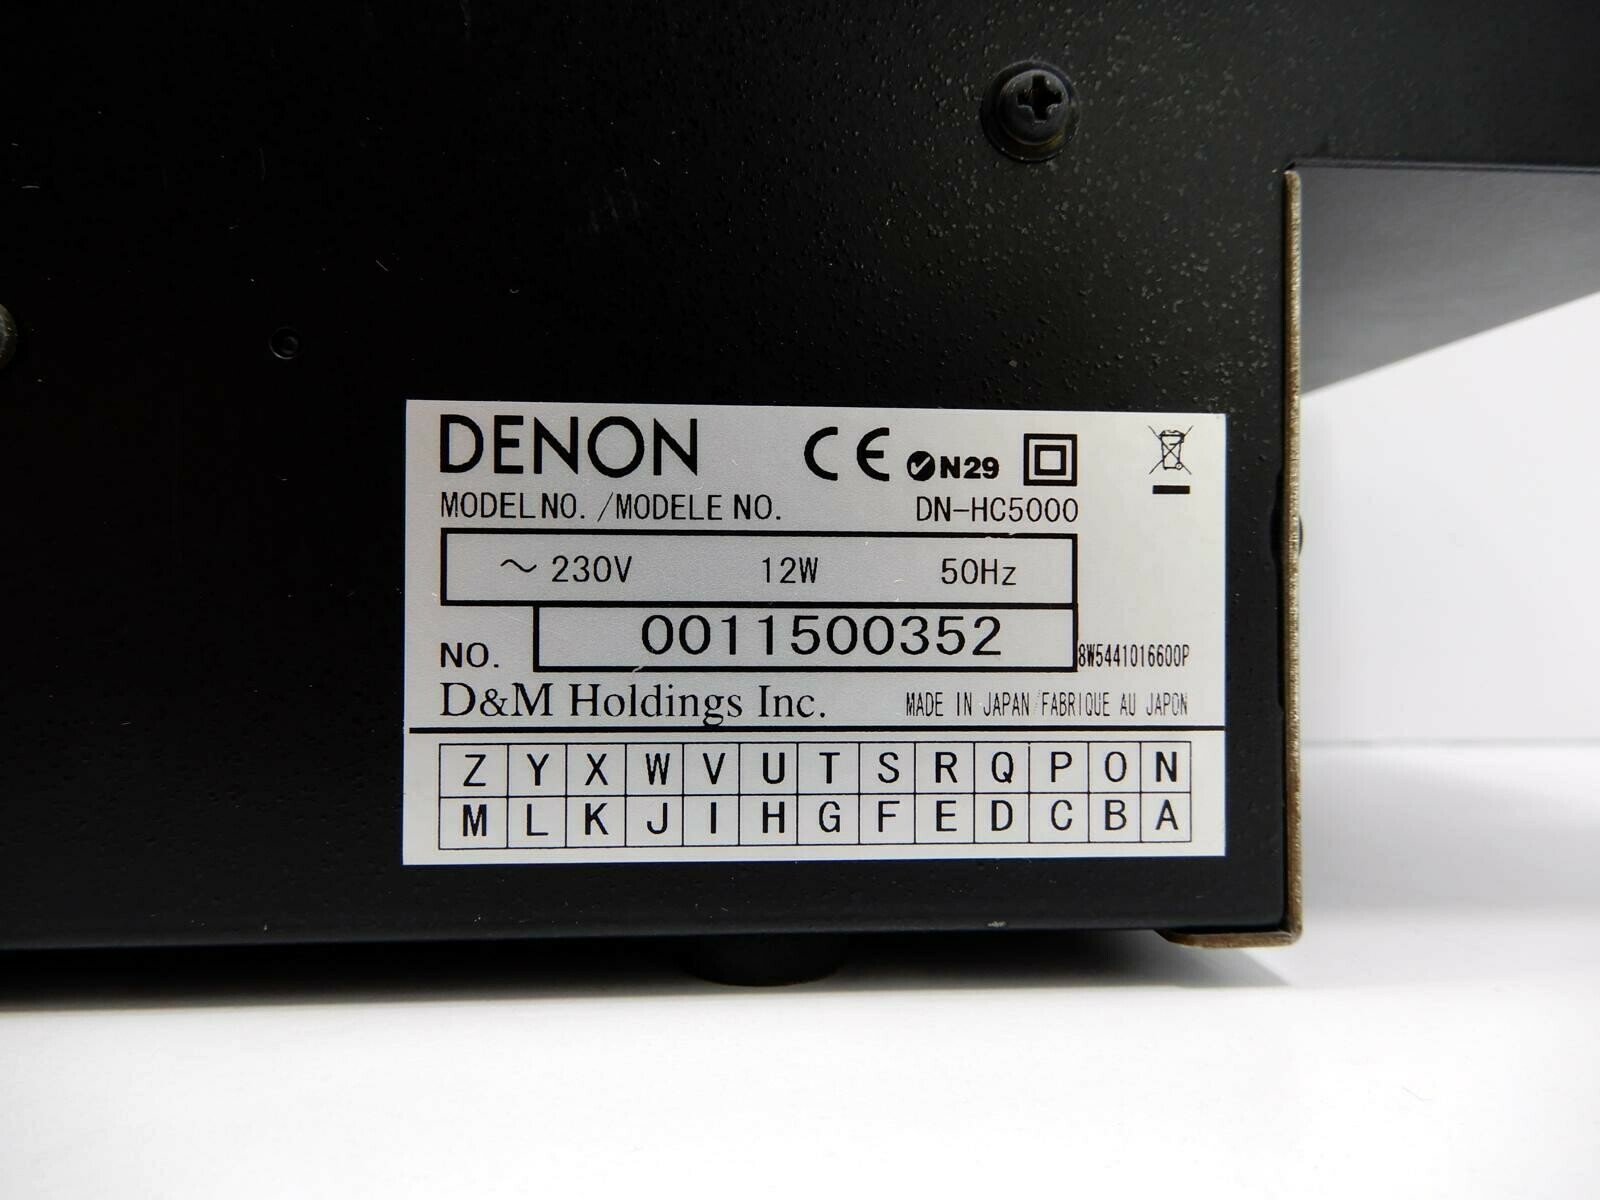 DENON CE N29
MODEL NO. /MODELE NO. DN-HC5000
~ 230V 12W 50Hz
NO. 0011500352 8W5441016600P
D&M Holdings Inc. MADE IN JAPAN/FABRIQUE AU JAPON
Z Y X W V U T S R Q P O N
M L K J I H G F E D C B A